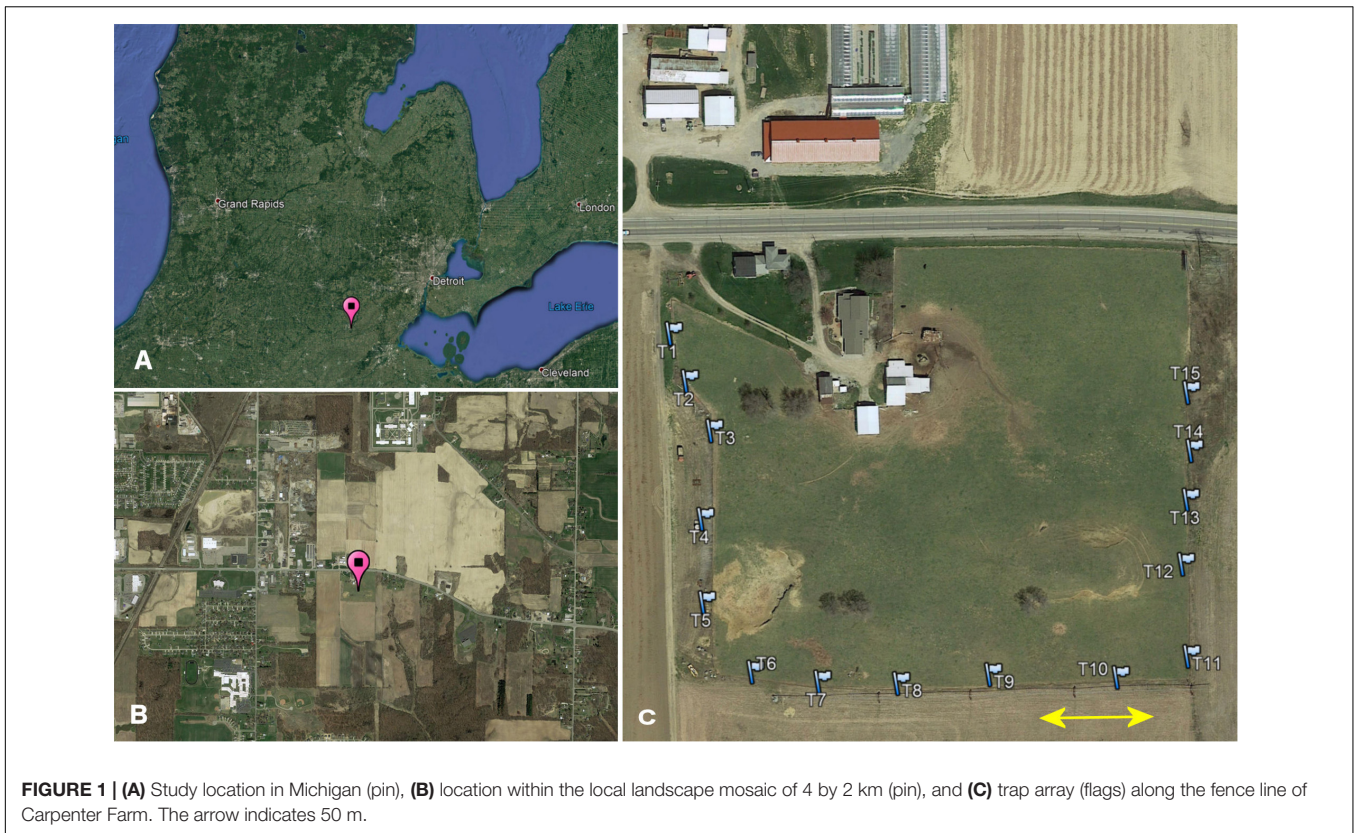 gan
Grand Rapids
London
Detroit
Lake Erie
Cleveland
A
B
T1
T2
T3
T4
T5
T6
T7
T8
T9
T10
T11
T12
T13
T14
T15
C
FIGURE 1 | (A) Study location in Michigan (pin), (B) location within the local landscape mosaic of 4 by 2 km (pin), and (C) trap array (flags) along the fence line of
Carpenter Farm. The arrow indicates 50 m.